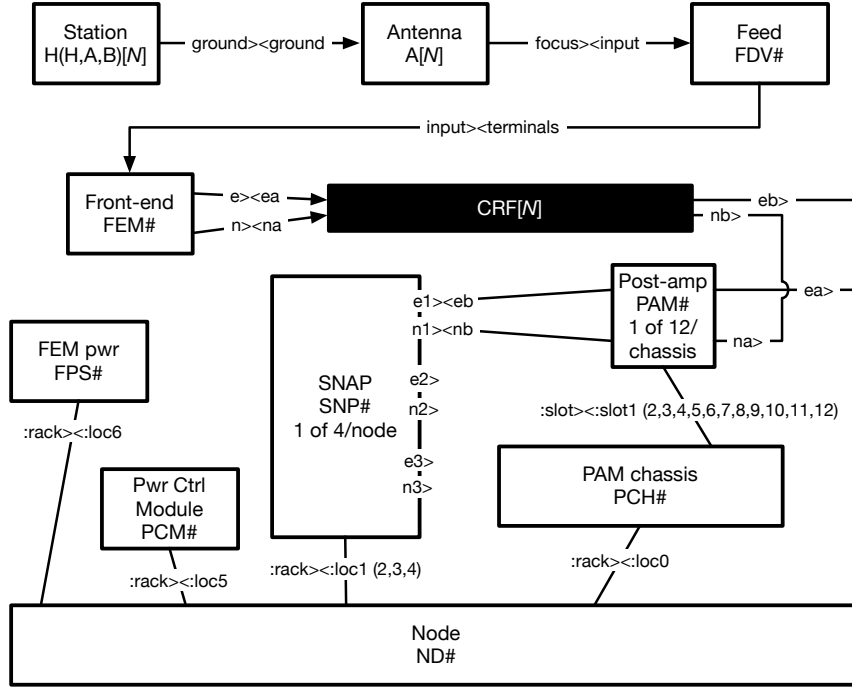 Station
H(H,A,B)[N]
ground><ground
Antenna
A[N]
focus><input
Feed
FDV#
input><terminals
Front-end
FEM#
e><ea
n><na
CRF[N]
eb>
nb>
Post-amp
PAM#
1 of 12/
chassis
ea>
na>
e1><eb
n1><nb
SNAP
SNP#
1 of 4/node
e2>
n2>
e3>
n3>
FEM pwr
FPS#
:rack><:loc6
:slot><:slot1 (2,3,4,5,6,7,8,9,10,11,12)
Pwr Ctrl
Module
PCM#
PAM chassis
PCH#
:rack><:loc5
:rack><:loc1 (2,3,4)
:rack><:loc0
Node
ND#